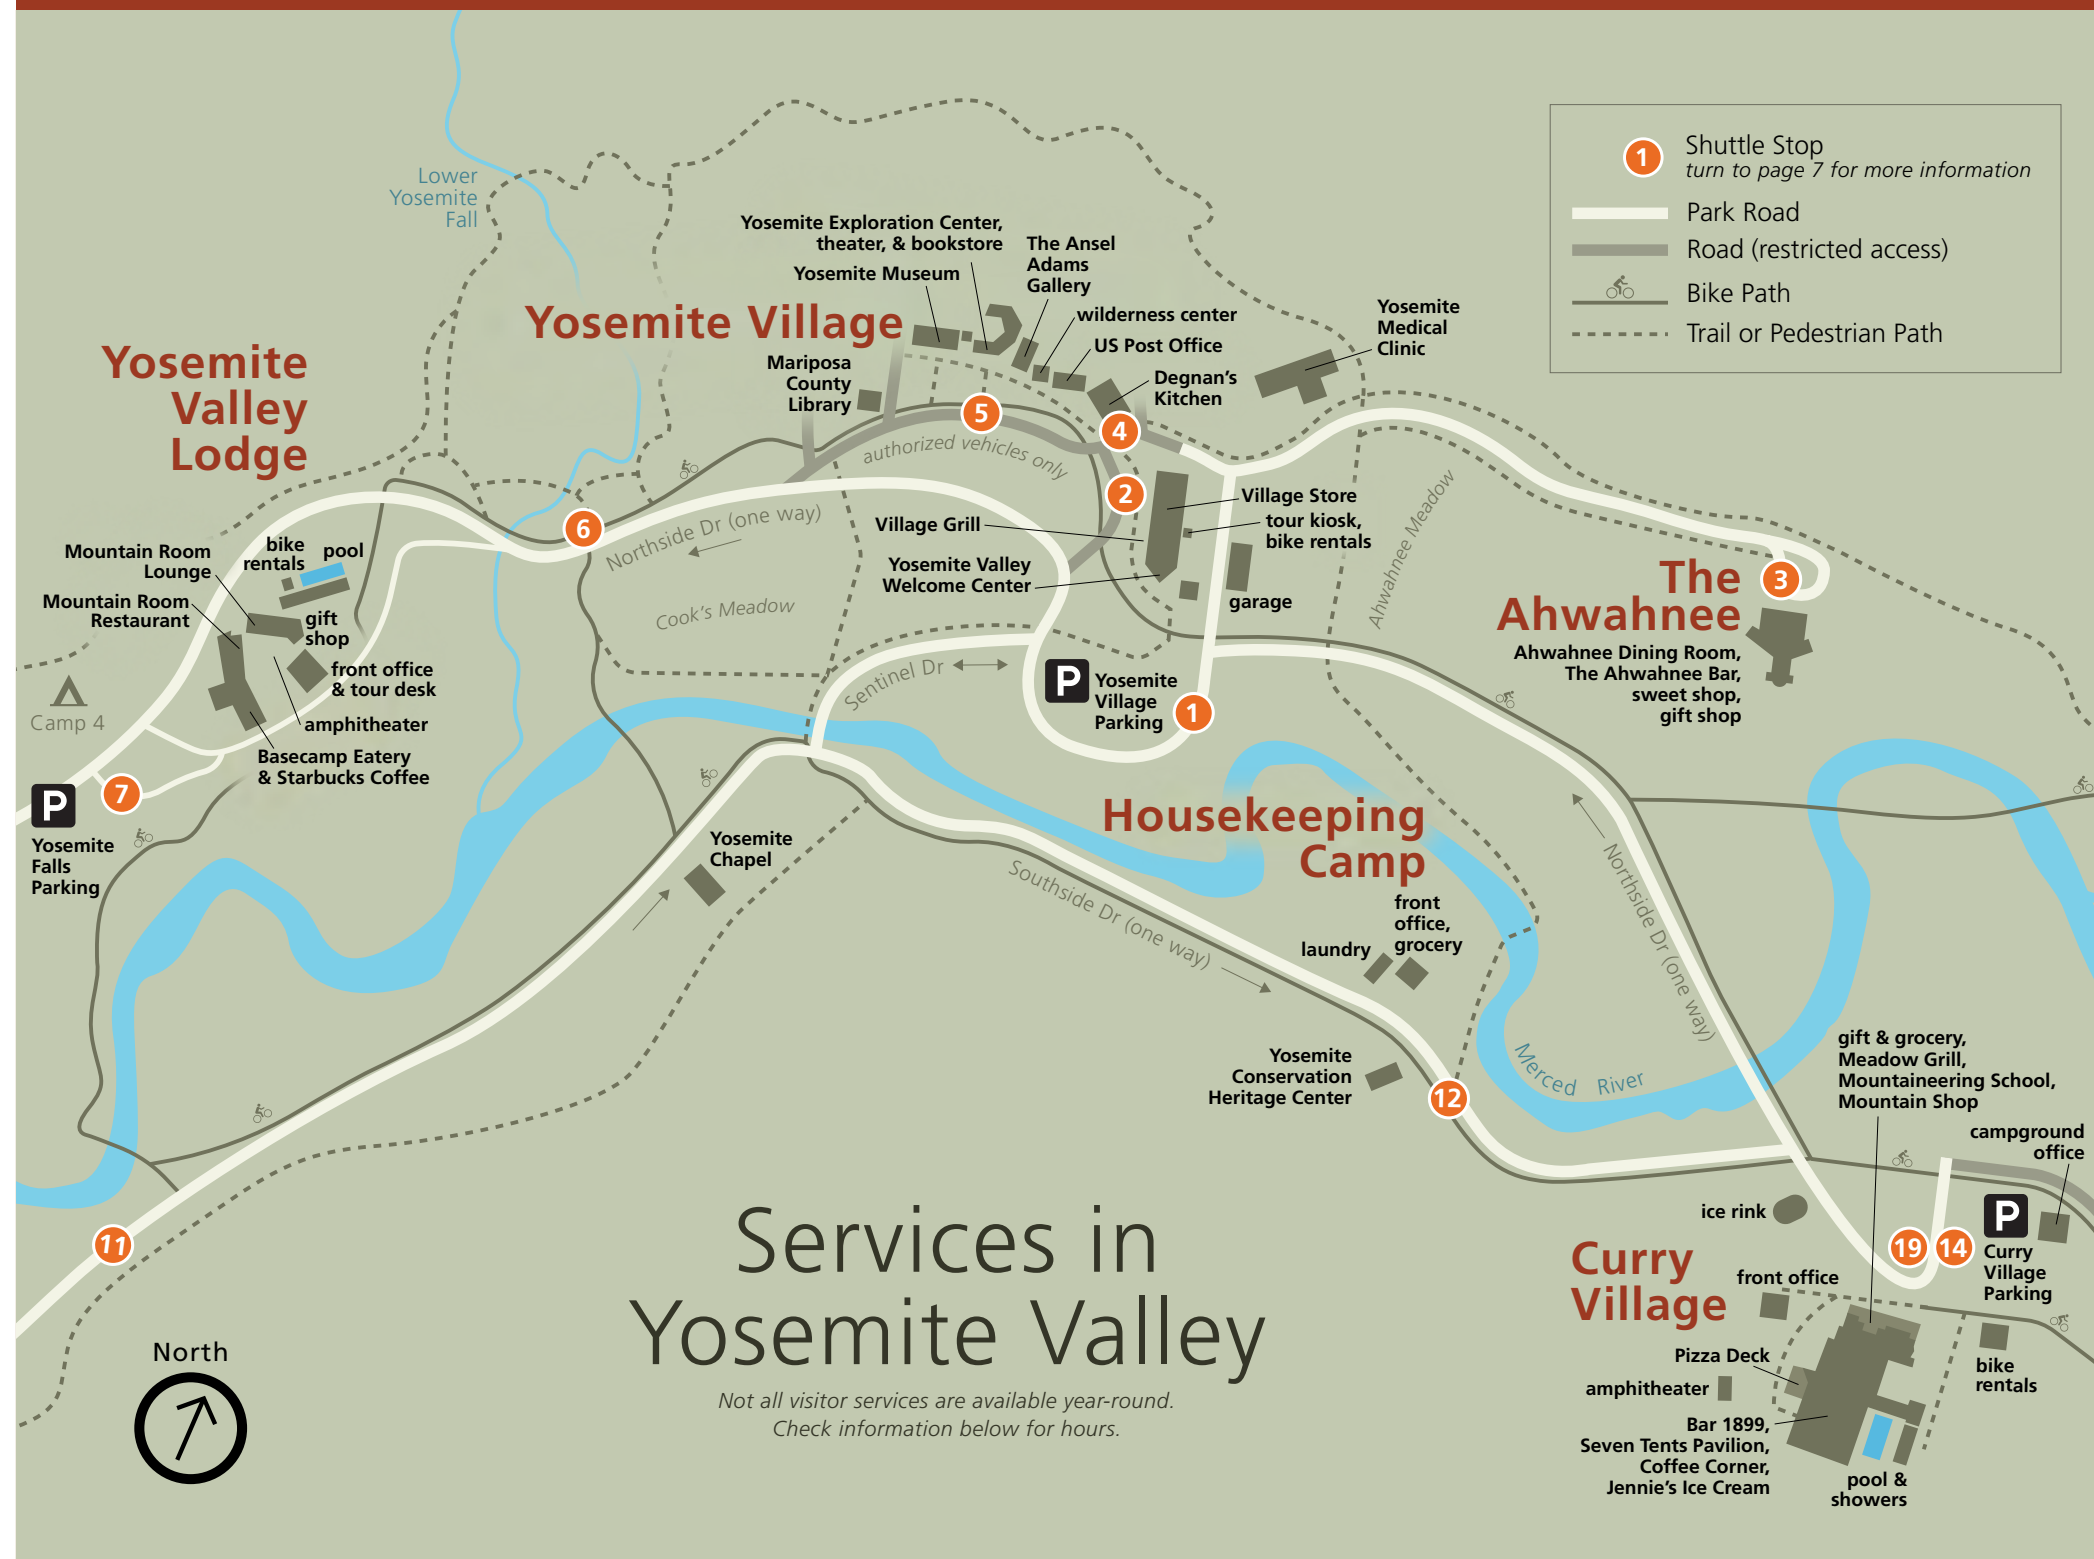 Lower
Yosemite
Fall
1
Shuttle Stop
turn to page 7 for more information
Park Road
Road (restricted access)
Bike Path
Trail or Pedestrian Path
Yosemite Village
Yosemite Exploration Center,
theater, & bookstore
Yosemite Museum
The Ansel
Adams
Gallery
wilderness center
US Post Office
Degnan's
Kitchen
Yosemite
Medical
Clinic
Mariposa
County
Library
5
4
2
authorized vehicles only
Village Store
tour kiosk,
bike rentals
Village Grill
Yosemite Valley
Welcome Center
garage
Ahwahnee Meadow
Yosemite
Valley
Lodge
6
Northside Dr (one way)
Cook's Meadow
Sentinel Dr
P
Yosemite
Village
Parking
1
Mountain Room
Lounge
bike
rentals
pool
Mountain Room
Restaurant
gift
shop
front office
& tour desk
amphitheater
Basecamp Eatery
& Starbucks Coffee
Camp 4
P
7
Yosemite
Falls
Parking
The
Ahwahnee
3
Ahwahnee Dining Room,
The Ahwahnee Bar,
sweet shop,
gift shop
Yosemite
Chapel
Housekeeping
Camp
front
office,
grocery
laundry
Southside Dr (one way)
Northside Dr (one way)
Yosemite
Conservation
Heritage Center
12
Merced River
11
gift & grocery,
Meadow Grill,
Mountaineering School,
Mountain Shop
campground
office
ice rink
19
14
P
Curry
Village
Parking
Curry
Village
front office
Pizza Deck
amphitheater
bike
rentals
Bar 1899,
Seven Tents Pavilion,
Coffee Corner,
Jennie's Ice Cream
pool &
showers
Services in
Yosemite Valley
Not all visitor services are available year-round.
Check information below for hours.
North